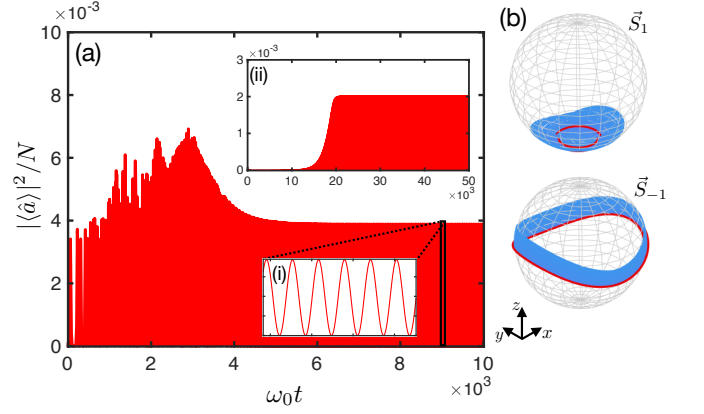 ×10⁻³
10
8
6
4
2
0
|⟨â⟩|²/N
(a)
(ii)
×10⁻³
3
2
1
0
0 10 20 30 40 50
×10³
(i)
0 2 4 6 8 10
×10³
ω₀t
(b)
S⃗₁
S⃗₋₁
z
y x